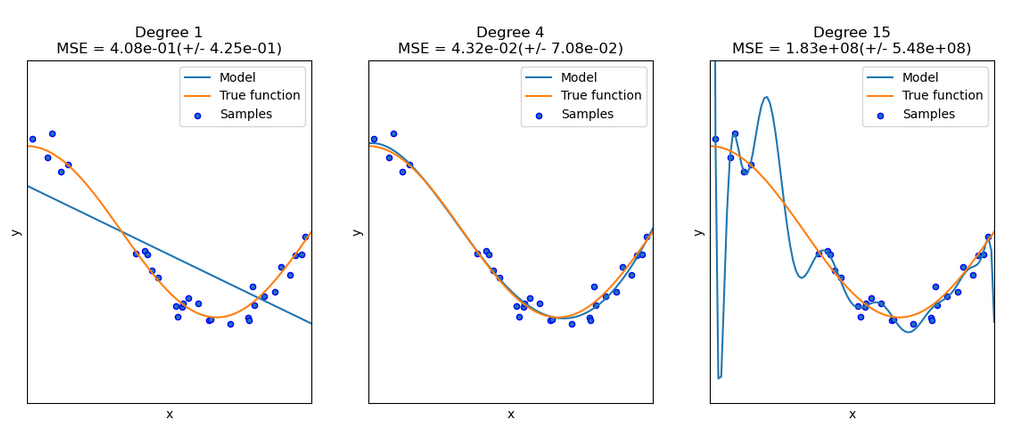 Degree 1
MSE = 4.08e-01(+/- 4.25e-01)
Model
True function
Samples
y
x
Degree 4
MSE = 4.32e-02(+/- 7.08e-02)
Model
True function
Samples
y
x
Degree 15
MSE = 1.83e+08(+/- 5.48e+08)
Model
True function
Samples
y
x